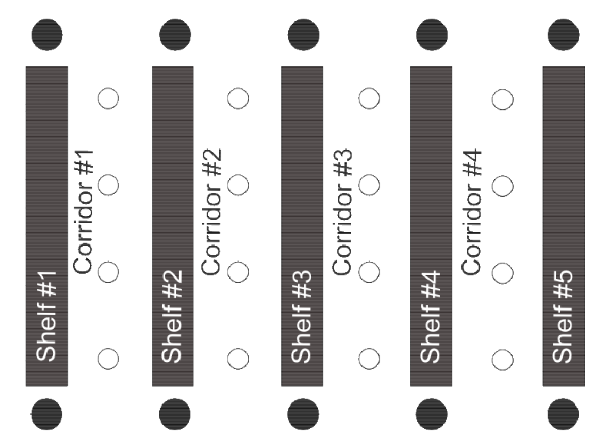 Shelf #1
Corridor #1
Shelf #2
Corridor #2
Shelf #3
Corridor #3
Shelf #4
Corridor #4
Shelf #5